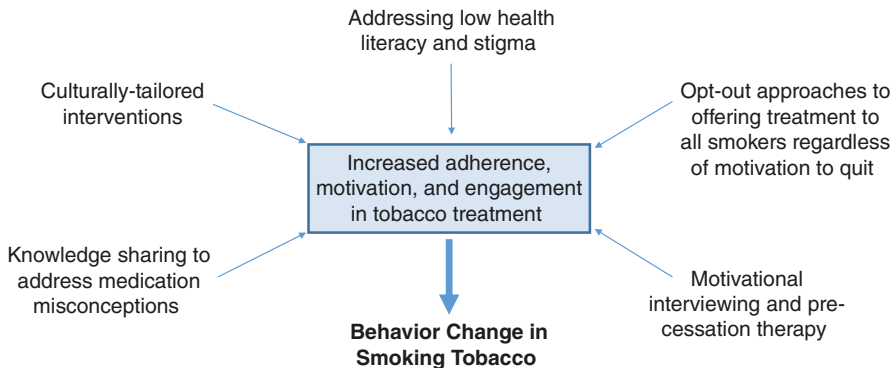 Addressing low health
literacy and stigma
Culturally-tailored
interventions
Opt-out approaches to
offering treatment to
all smokers regardless
of motivation to quit
Increased adherence,
motivation, and engagement
in tobacco treatment
Knowledge sharing to
address medication
misconceptions
Motivational
interviewing and pre-
cessation therapy
Behavior Change in
Smoking Tobacco